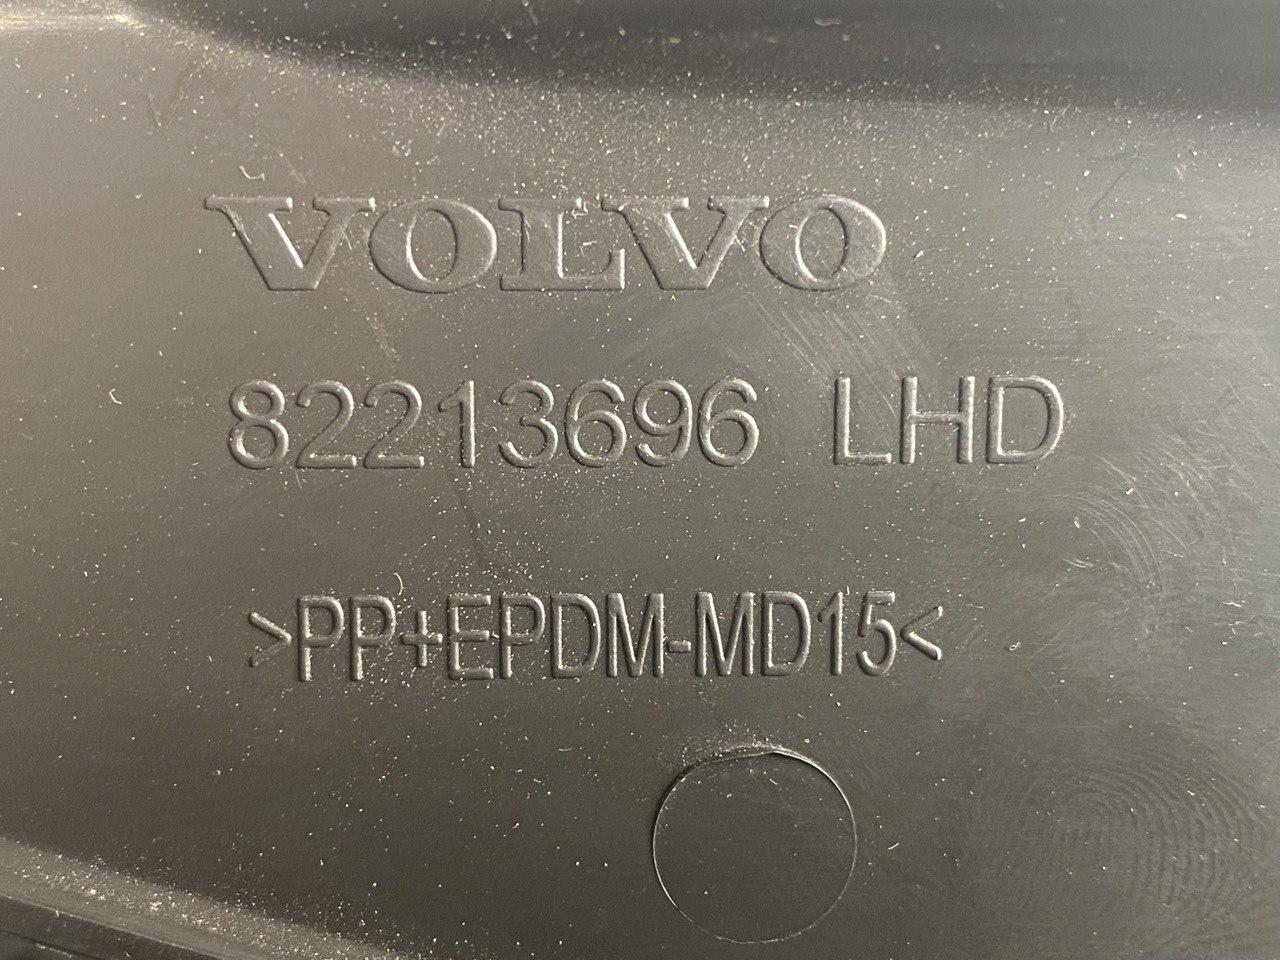 VOLVO
82213696 LHD
>PP+EPDM-MD15<